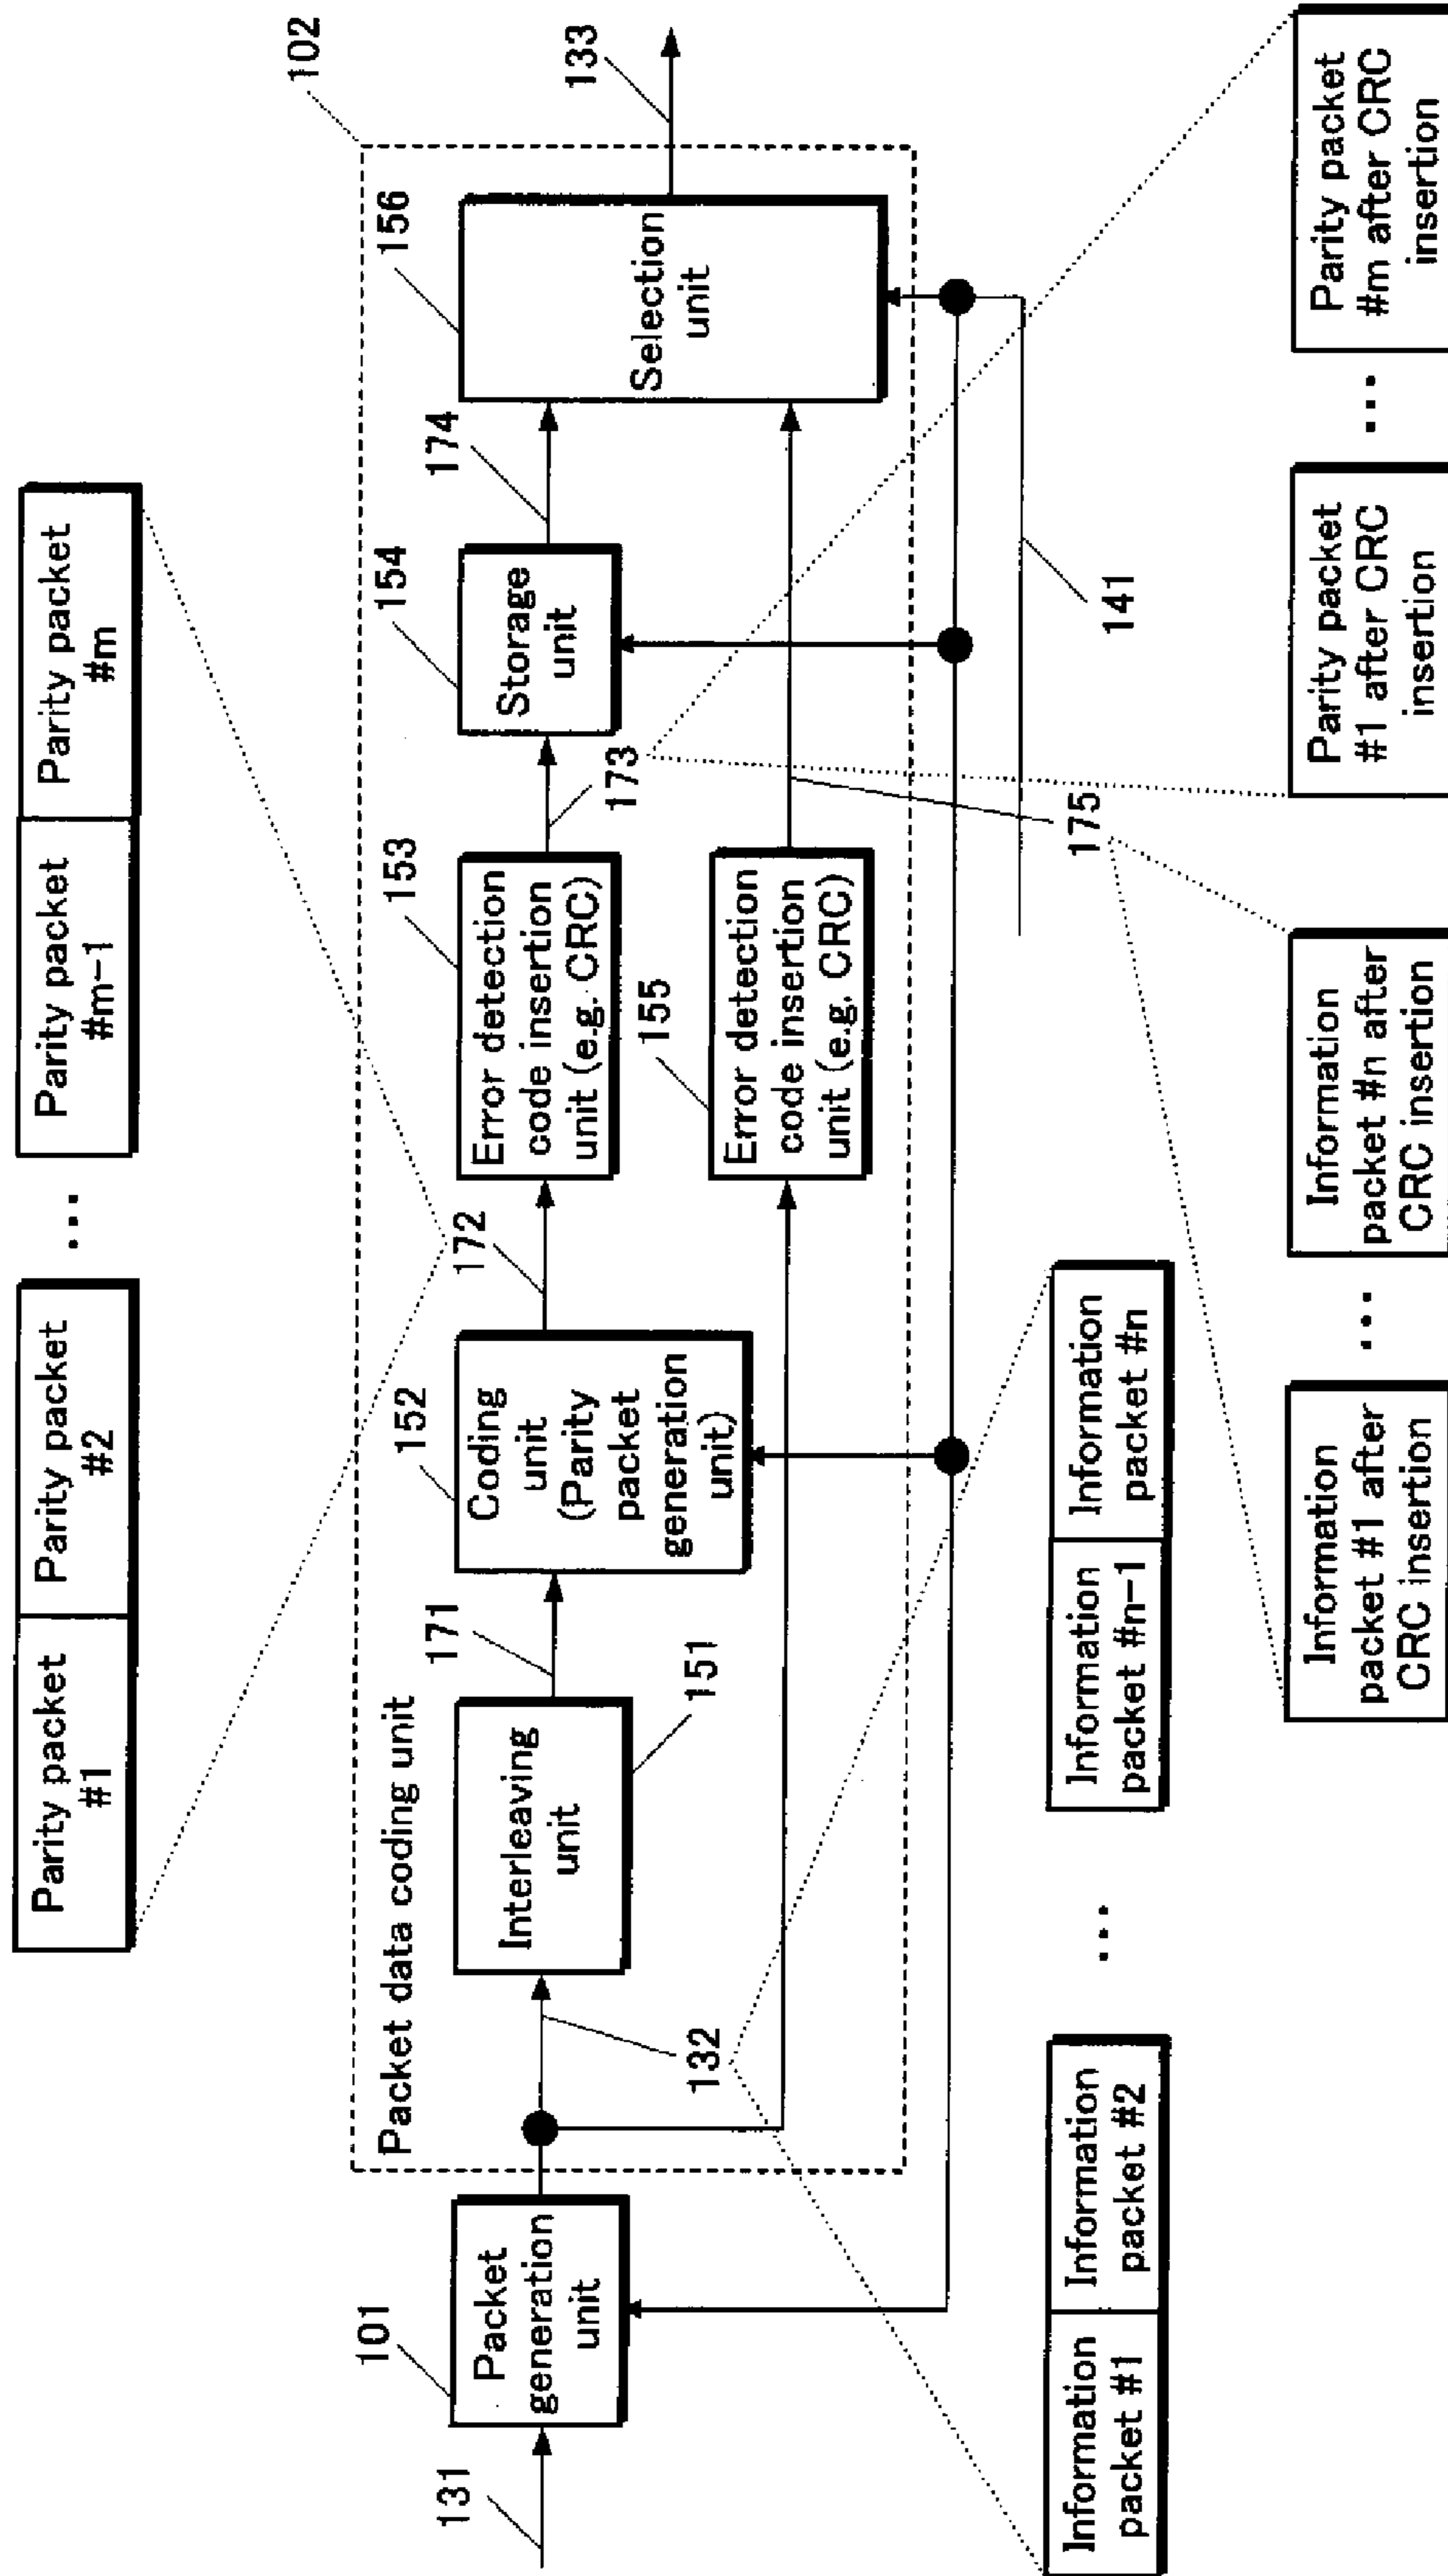 Parity packet
#1
Parity packet
#2
...
Parity packet
#m-1
Parity packet
#m
102
Packet data coding unit
101
Packet
generation
unit
131
132
Interleaving
unit
151
171
152
Coding
unit
(Parity
packet
generation
unit)
172
153
Error detection
code insertion
unit (e.g. CRC)
173
154
Storage
unit
174
156
Selection
unit
133
155
Error detection
code insertion
unit (e.g. CRC)
175
141
Information
packet #1
Information
packet #2
...
Information
packet #n-1
Information
packet #n
Information
packet #1 after
CRC insertion
...
Information
packet #n after
CRC insertion
Parity packet
#1 after CRC
insertion
...
Parity packet
#m after CRC
insertion